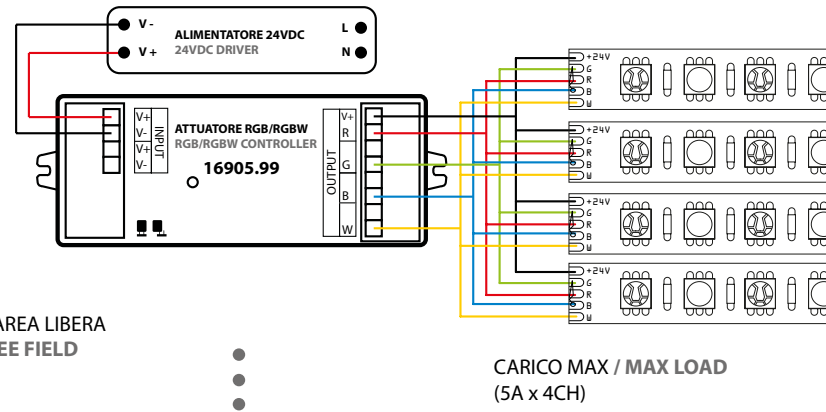 V -
V +
ALIMENTATORE 24VDC
24VDC DRIVER
L
N
V+
V-
V+
V-
INPUT
ATTUATORE RGB/RGBW
RGB/RGBW CONTROLLER
16905.99
OUTPUT
V+
R
G
B
W
+24V
G
R
B
W
+24V
G
R
B
W
+24V
G
R
B
W
+24V
G
R
B
W
AREA LIBERA
EE FIELD
CARICO MAX / MAX LOAD
(5A x 4CH)